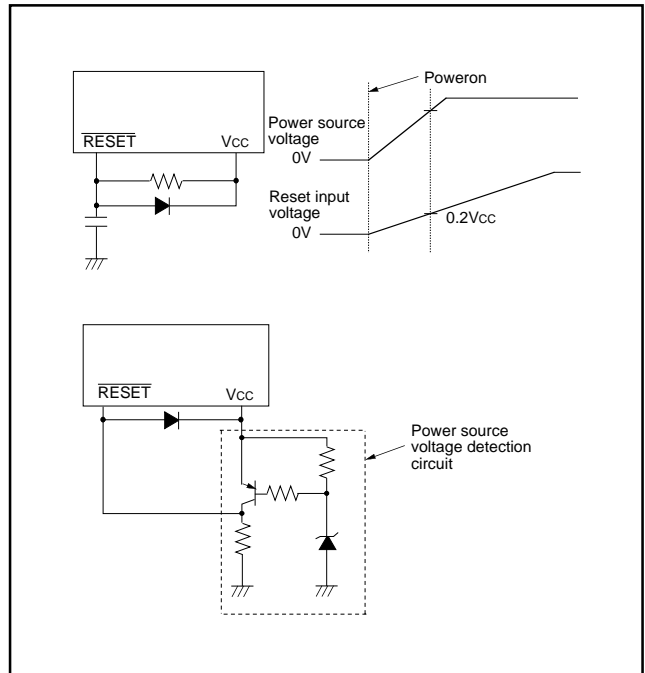 Poweron
Power source
voltage
0V
RESET
Vcc
Reset input
voltage
0V
0.2Vcc
RESET
Vcc
Power source
voltage detection
circuit